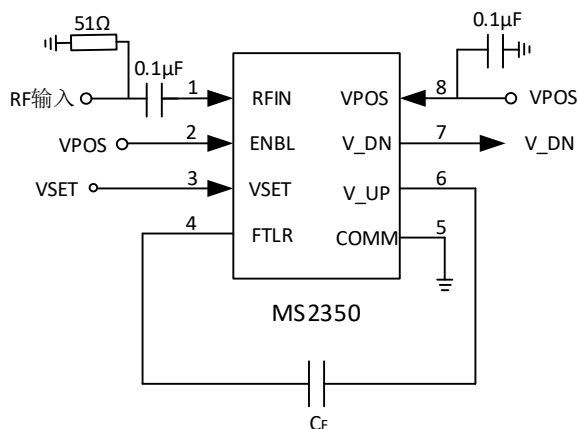 51Ω
0.1μF
0.1μF
RF输入
1
RFIN
VPOS
8
VPOS
VPOS
2
ENBL
V_DN
7
V_DN
VSET
3
VSET
V_UP
6
4
FTLR
COMM
5
MS2350
CF